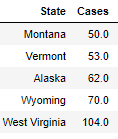 State Cases
Montana 50.0
Vermont 53.0
Alaska 62.0
Wyoming 70.0
West Virginia 104.0